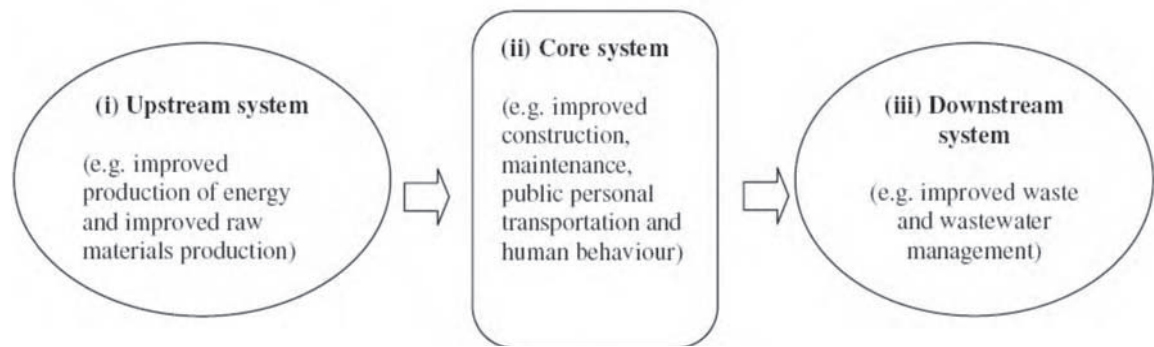 (i) Upstream system
(e.g. improved
production of energy
and improved raw
materials production)
(ii) Core system
(e.g. improved
construction,
maintenance,
public personal
transportation and
human behaviour)
(iii) Downstream
system
(e.g. improved waste
and wastewater
management)